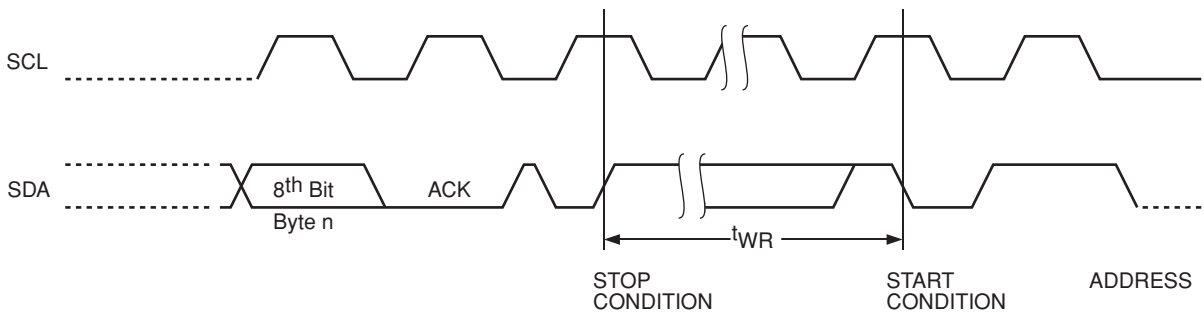 SCL
SDA
8th Bit
ACK
Byte n
tWR
STOP
CONDITION
START
CONDITION
ADDRESS